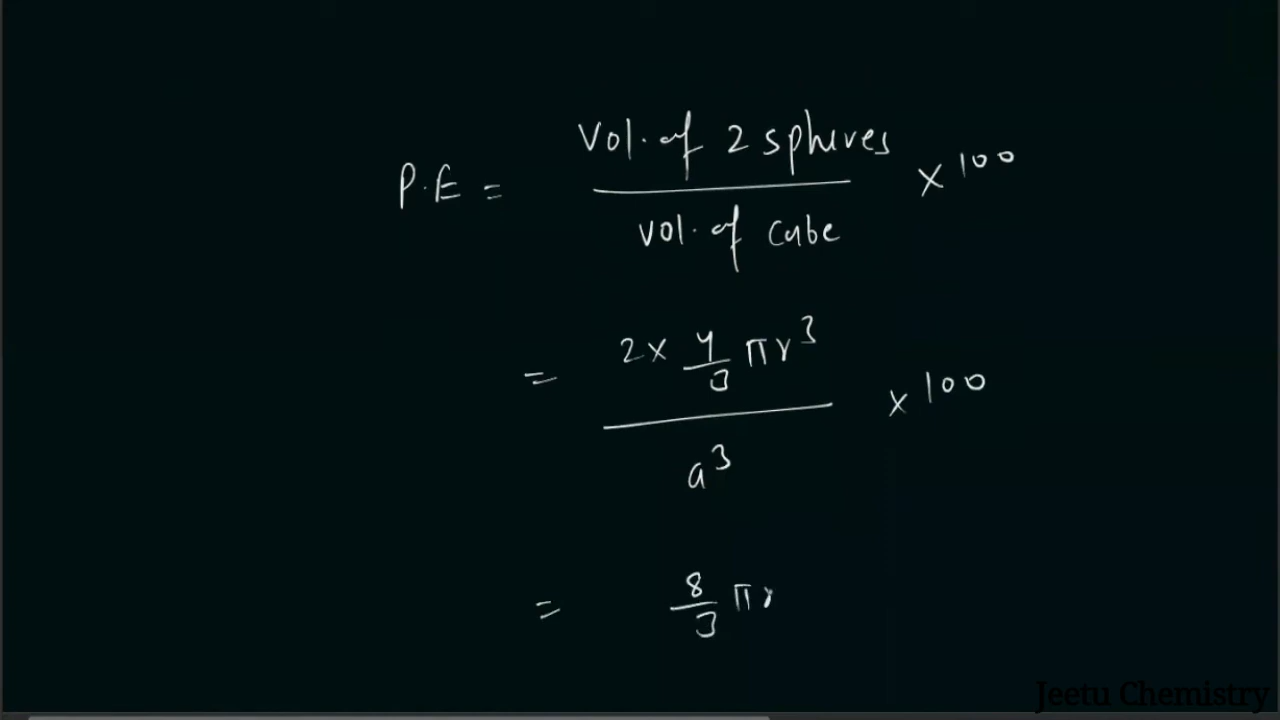 P.E = Vol. of 2 spheres / vol. of cube × 100
= 2 × 4/3 πr³ / a³ × 100
= 8/3 πr
Jeetu Chemistry